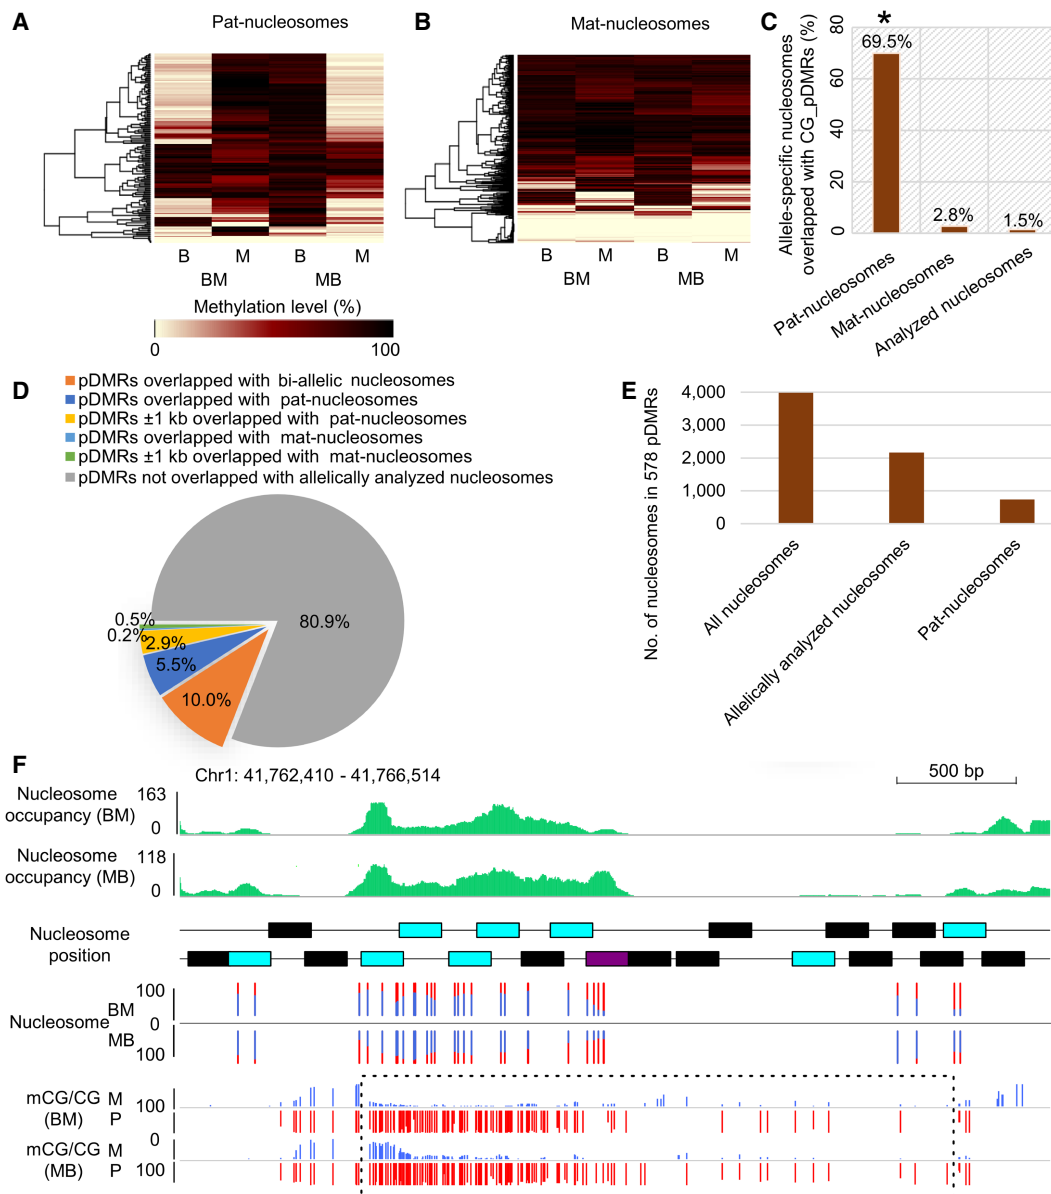 A
Pat-nucleosomes
B M B M
BM MB
B
Mat-nucleosomes
B M B M
BM MB
Methylation level (%)
0 100
C
Allele-specific nucleosomes
overlapped with CG_pDMRs (%)
80
60
40
20
0
*
69.5%
2.8%
1.5%
Pat-nucleosomes
Mat-nucleosomes
Analyzed nucleosomes
D
pDMRs overlapped with bi-allelic nucleosomes
pDMRs overlapped with pat-nucleosomes
pDMRs ±1 kb overlapped with pat-nucleosomes
pDMRs overlapped with mat-nucleosomes
pDMRs ±1 kb overlapped with mat-nucleosomes
pDMRs not overlapped with allelically analyzed nucleosomes
80.9%
0.5%
0.2%
2.9%
5.5%
10.0%
E
No. of nucleosomes in 578 pDMRs
4,000
3,000
2,000
1,000
0
All nucleosomes
Allelically analyzed nucleosomes
Pat-nucleosomes
F
Chr1: 41,762,410 - 41,766,514
500 bp
Nucleosome
occupancy (BM)
163
0
Nucleosome
occupancy (MB)
118
0
Nucleosome
position
Nucleosome
100
BM
0
MB
100
mCG/CG M
(BM) P
100
0
mCG/CG M
(MB) P
100